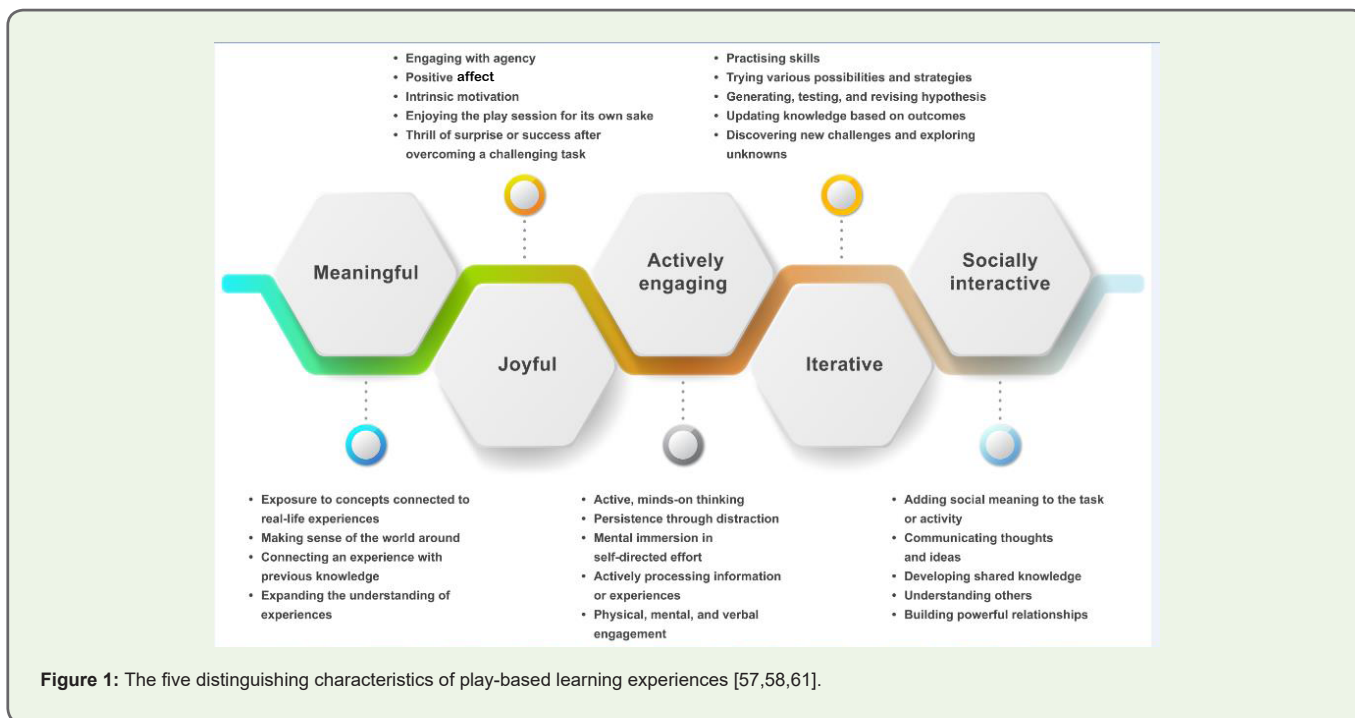 • Engaging with agency
• Positive affect
• Intrinsic motivation
• Enjoying the play session for its own sake
• Thrill of surprise or success after
overcoming a challenging task
• Practising skills
• Trying various possibilities and strategies
• Generating, testing, and revising hypothesis
• Updating knowledge based on outcomes
• Discovering new challenges and exploring
unknowns
Meaningful
Joyful
Actively
engaging
Iterative
Socially
interactive
• Exposure to concepts connected to
real-life experiences
• Making sense of the world around
• Connecting an experience with
previous knowledge
• Expanding the understanding of
experiences
• Active, minds-on thinking
• Persistence through distraction
• Mental immersion in
self-directed effort
• Actively processing information
or experiences
• Physical, mental, and verbal
engagement
• Adding social meaning to the task
or activity
• Communicating thoughts
and ideas
• Developing shared knowledge
• Understanding others
• Building powerful relationships
Figure 1: The five distinguishing characteristics of play-based learning experiences [57,58,61].